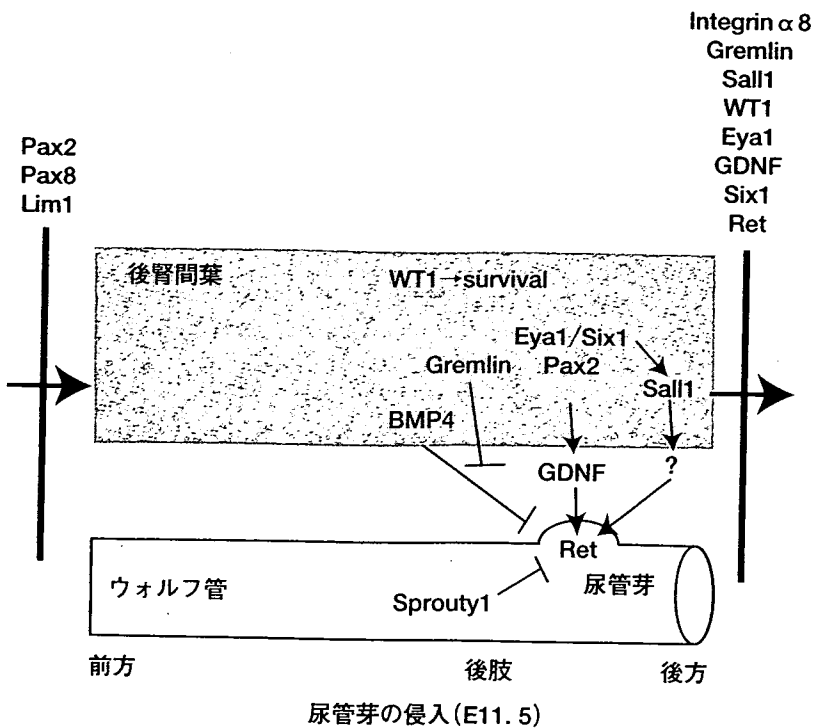 Integrin α 8
Gremlin
Sall1
WT1
Eya1
GDNF
Six1
Ret
Pax2
Pax8
Lim1
後腎間葉
WT1→survival
Eya1/Six1
Gremlin
Pax2
Sall1
BMP4
GDNF
?
Ret
ウォルフ管
尿管芽
Sprouty1
前方
後肢
後方
尿管芽の侵入(E11. 5)